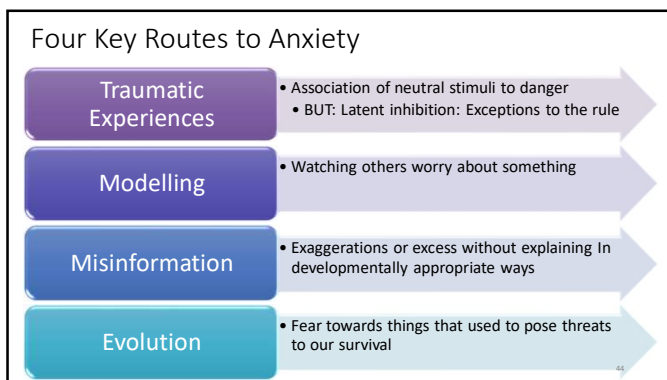 Four Key Routes to Anxiety
Traumatic
Experiences
• Association of neutral stimuli to danger
• BUT: Latent inhibition: Exceptions to the rule
Modelling
• Watching others worry about something
Misinformation
• Exaggerations or excess without explaining In
developmentally appropriate ways
Evolution
• Fear towards things that used to pose threats
to our survival
44